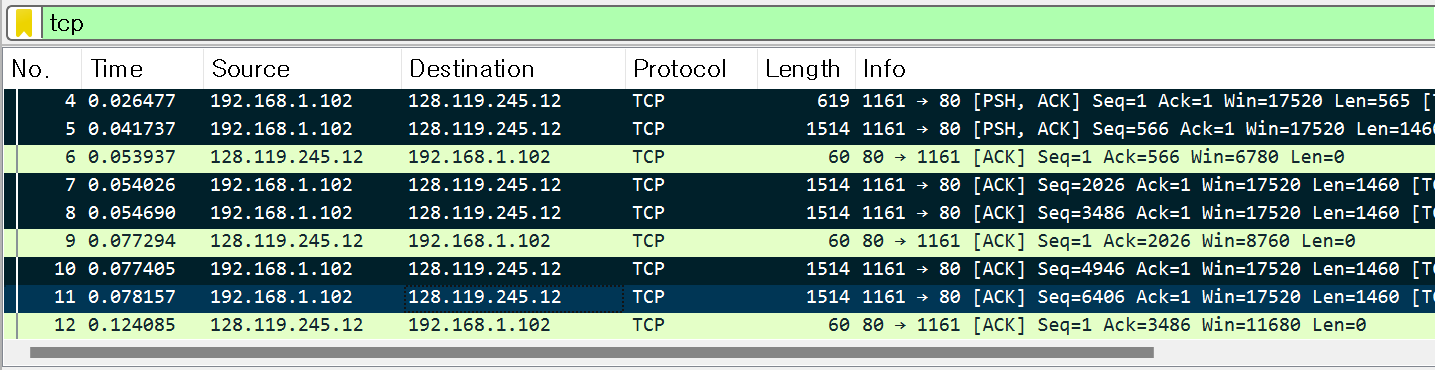 tcp
No. Time Source Destination Protocol Length Info
4 0.026477 192.168.1.102 128.119.245.12 TCP 619 1161 → 80 [PSH, ACK] Seq=1 Ack=1 Win=17520 Len=565 [T
5 0.041737 192.168.1.102 128.119.245.12 TCP 1514 1161 → 80 [PSH, ACK] Seq=566 Ack=1 Win=17520 Len=1460
6 0.053937 128.119.245.12 192.168.1.102 TCP 60 80 → 1161 [ACK] Seq=1 Ack=566 Win=6780 Len=0
7 0.054026 192.168.1.102 128.119.245.12 TCP 1514 1161 → 80 [ACK] Seq=2026 Ack=1 Win=17520 Len=1460 [TC
8 0.054690 192.168.1.102 128.119.245.12 TCP 1514 1161 → 80 [ACK] Seq=3486 Ack=1 Win=17520 Len=1460 [TC
9 0.077294 128.119.245.12 192.168.1.102 TCP 60 80 → 1161 [ACK] Seq=1 Ack=2026 Win=8760 Len=0
10 0.077405 192.168.1.102 128.119.245.12 TCP 1514 1161 → 80 [ACK] Seq=4946 Ack=1 Win=17520 Len=1460 [TC
11 0.078157 192.168.1.102 128.119.245.12 TCP 1514 1161 → 80 [ACK] Seq=6406 Ack=1 Win=17520 Len=1460 [TC
12 0.124085 128.119.245.12 192.168.1.102 TCP 60 80 → 1161 [ACK] Seq=1 Ack=3486 Win=11680 Len=0